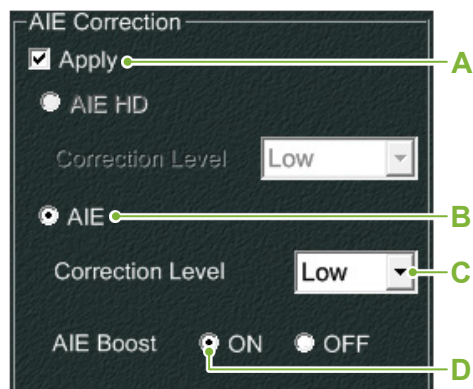 AIE Correction
Apply
A
AIE HD
Correction Level Low
AIE
B
Correction Level Low
C
AIE Boost ON OFF
D